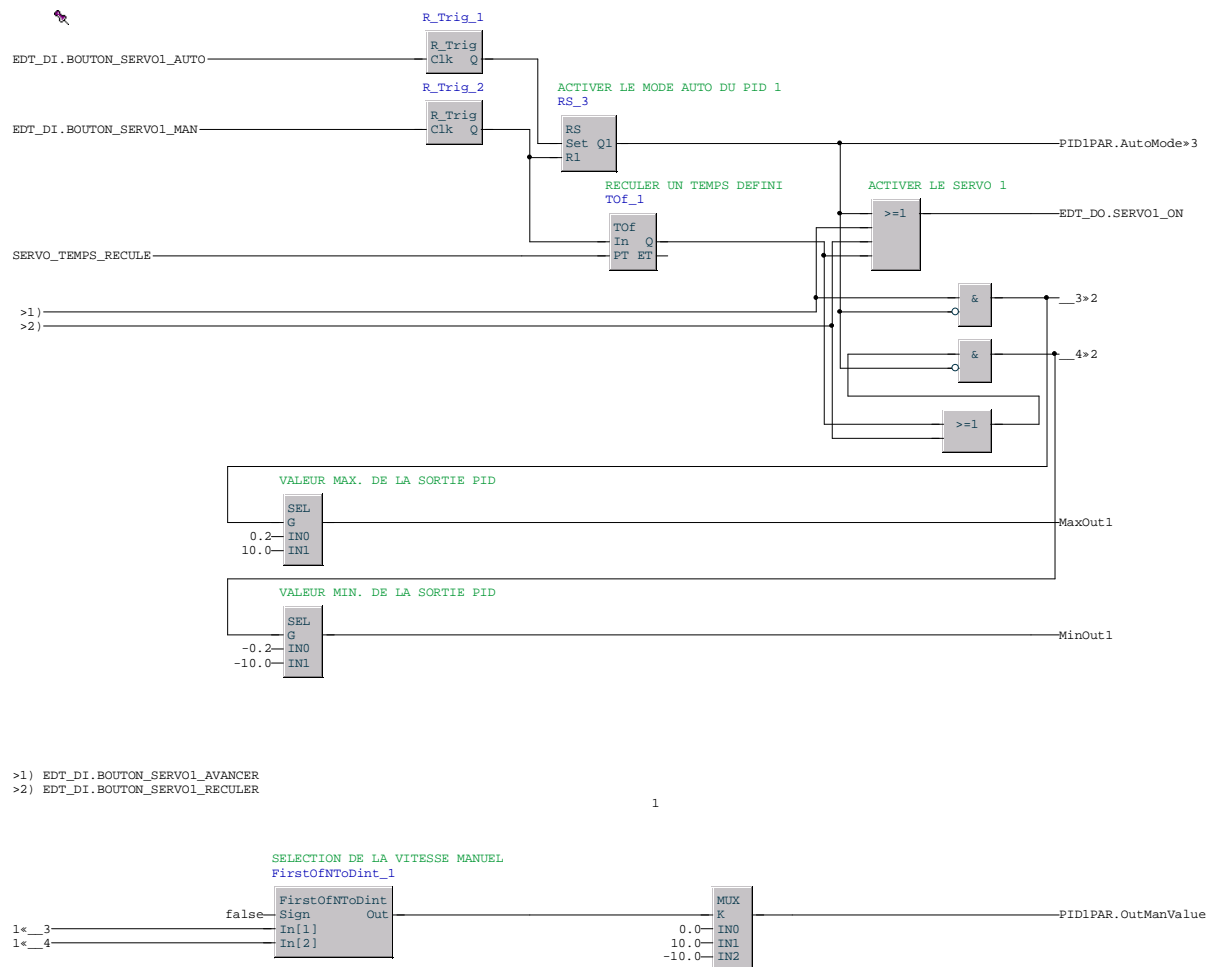 R_Trig_1
R_Trig
EDT_DI.BOUTON_SERVO1_AUTO
Clk Q
R_Trig_2
ACTIVER LE MODE AUTO DU PID 1
RS_3
R_Trig
EDT_DI.BOUTON_SERVO1_MAN
Clk Q
RS
Set Q1
PID1PAR.AutoMode»3
R1
RECULER UN TEMPS DEFINI
ACTIVER LE SERVO 1
TOf_1
>=1
EDT_DO.SERVO1_ON
TOf
In Q
SERVO_TEMPS_RECULE
PT ET
&
__3»2
>1)
>2)
&
__4»2
>=1
VALEUR MAX. DE LA SORTIE PID
SEL
G
MaxOut1
0.2 IN0
10.0 IN1
VALEUR MIN. DE LA SORTIE PID
SEL
G
MinOut1
-0.2 IN0
-10.0 IN1
>1) EDT_DI.BOUTON_SERVO1_AVANCER
>2) EDT_DI.BOUTON_SERVO1_RECULER
1
SELECTION DE LA VITESSE MANUEL
FirstOfNToDint_1
FirstOfNToDint
MUX
false Sign Out
K
PID1PAR.OutManValue
1«__3
In[1]
0.0 IN0
1«__4
In[2]
10.0 IN1
-10.0 IN2